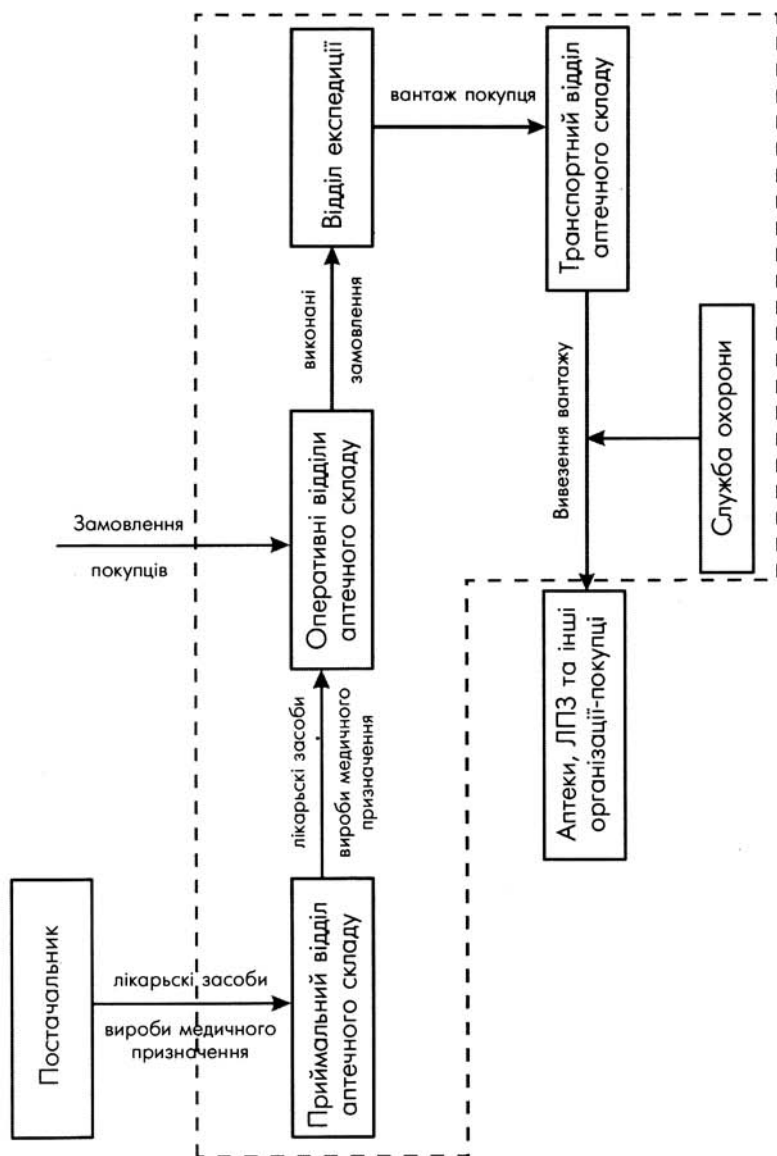 Постачальник
лікарьскі засоби
вироби медичного
призначення
Приймальний відділ
аптечного складу
лікарьскі засоби
вироби медичного
призначення
Замовлення
покупців
Оперативні відділи
аптечного складу
виконані
замовлення
Відділ експедиції
вантаж покупця
Транспортний відділ
аптечного складу
Вивезення вантажу
Служба охорони
Аптеки, ЛПЗ та інші
організації-покупці